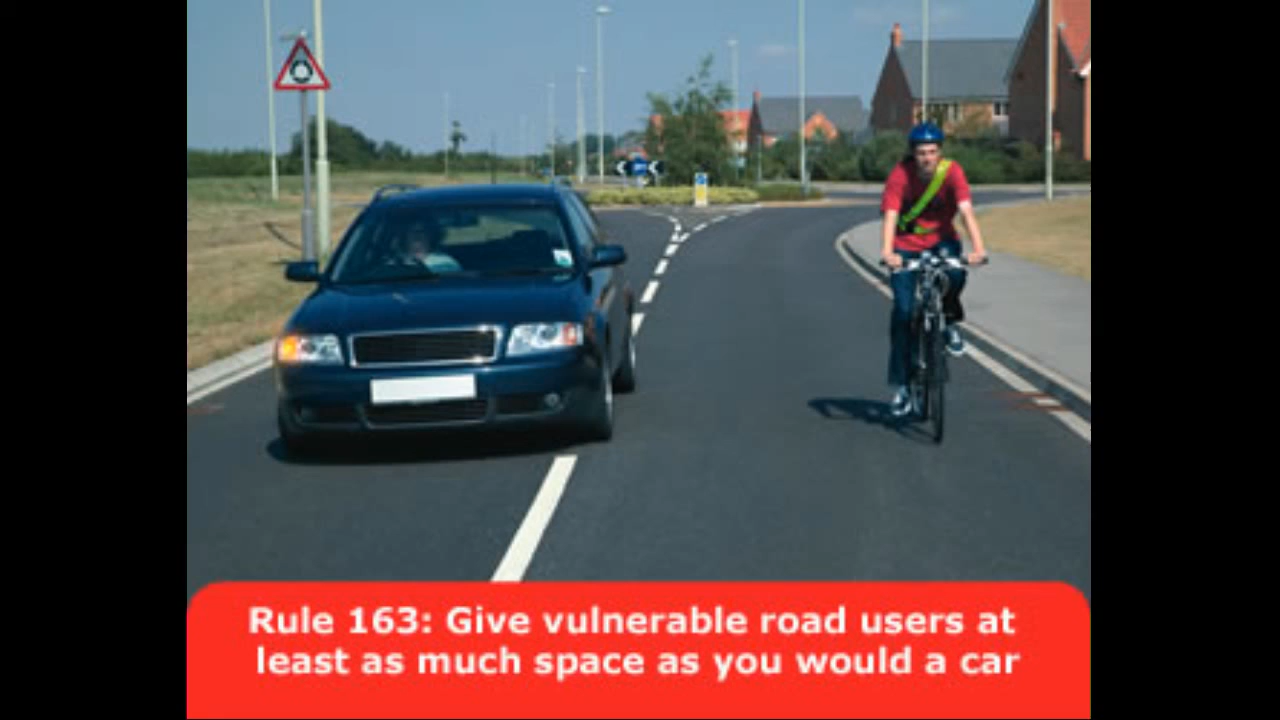 Rule 163: Give vulnerable road users at
least as much space as you would a car